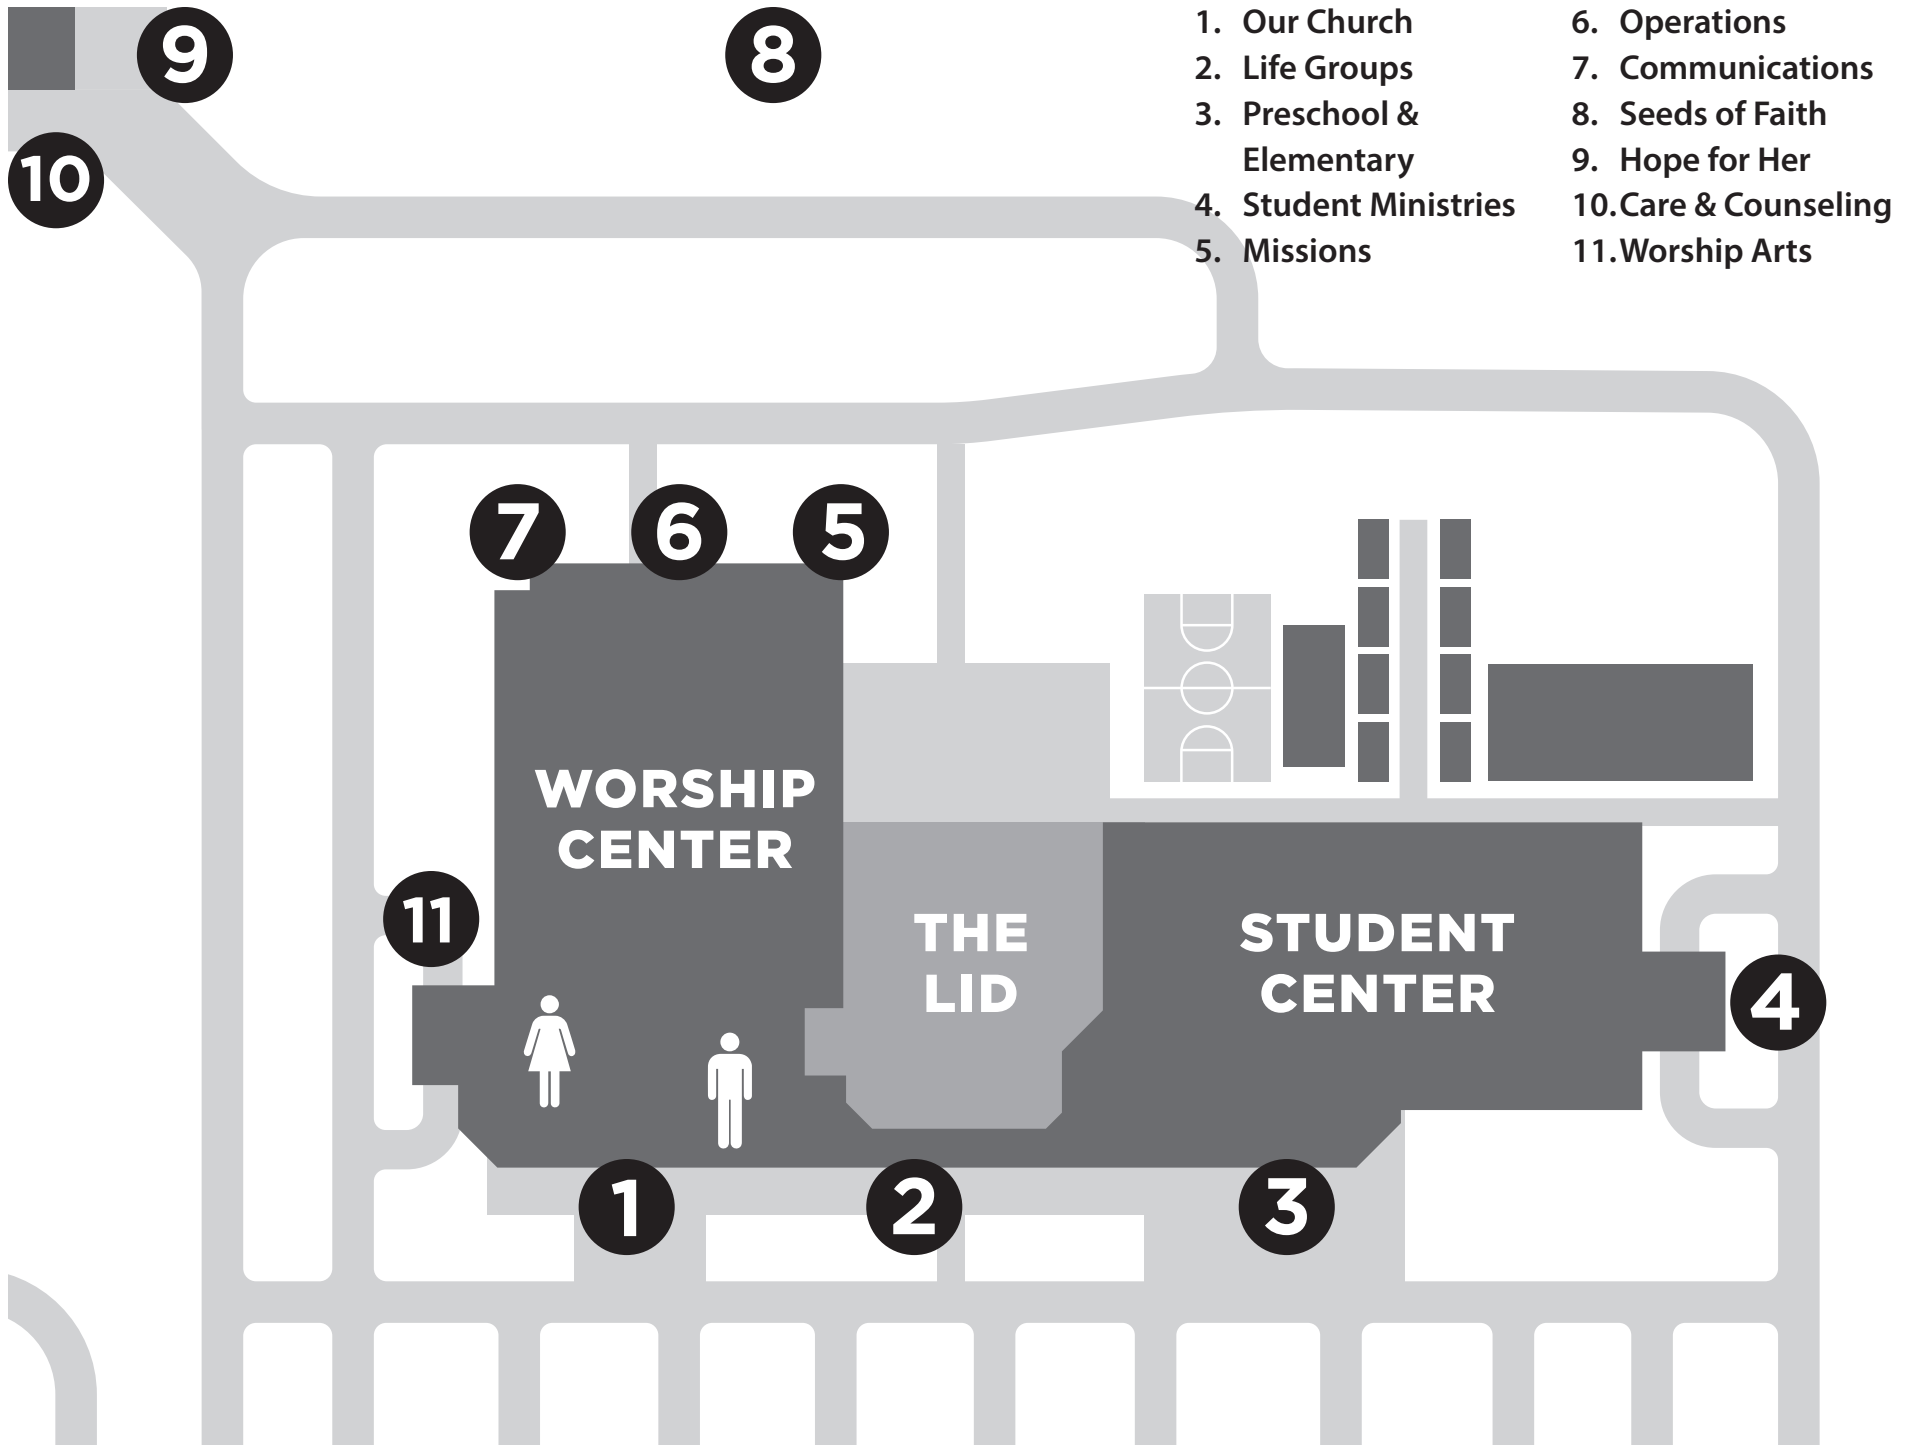 1. Our Church
2. Life Groups
3. Preschool &
Elementary
4. Student Ministries
5. Missions
6. Operations
7. Communications
8. Seeds of Faith
9. Hope for Her
10. Care & Counseling
11. Worship Arts
9
8
10
7
6
5
WORSHIP
CENTER
11
THE
LID
STUDENT
CENTER
4
1
2
3